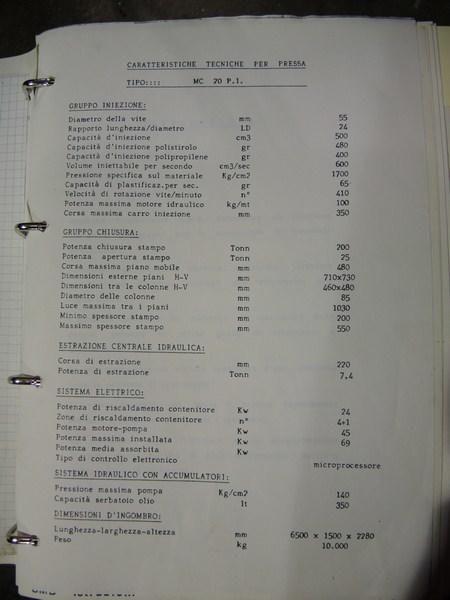 CARATTERISTICHE TECNICHE PER PRESSA
TIPO:::: MC 20 P.I.
GRUPPO INIEZIONE:
Diametro della vite mm 55
Rapporto lunghezza/diametro LD 24
Capacità d'iniezione cm3 500
Capacità d'iniezione polistirolo gr 480
Capacità d'iniezione polipropilene gr 400
Volume iniettabile per secondo cm3/sec 600
Pressione specifica sul materiale Kg/cm2 1700
Capacità di plastificaz.per sec. gr 65
Velocità di rotazione vite/minuto n° 410
Potenza massima motore idraulico kg/mt 100
Corsa massima carro iniezione mm 350
GRUPPO CHIUSURA:
Potenza chiusura stampo Tonn 200
Potenza apertura stampo Tonn 25
Corsa massima piano mobile mm 480
Dimensioni esterne piani H-V mm 710x730
Dimensioni tra le colonne H-V mm 460x480
Diametro delle colonne mm 85
Luce massima tra i piani mm 1030
Minimo spessore stampo mm 200
Massimo spessore stampo mm 550
ESTRAZIONE CENTRALE IDRAULICA:
Corsa di estrazione mm 220
Potenza di estrazione Tonn 7.4
SISTEMA ELETTRICO:
Potenza di riscaldamento contenitore Kw 24
Zone di riscaldamento contenitore n° 4+1
Potenza motore-pompa Kw 45
Potenza massima installata Kw 69
Potenza media assorbita Kw
Tipo di controllo elettronico microprocessore
SISTEMA IDRAULICO CON ACCUMULATORI:
Pressione massima pompa Kg/cm2 140
Capacità serbatoio olio lt 350
DIMENSIONI D'INGOMBRO:
Lunghezza-larghezza-altezza mm 6500 x 1500 x 2280
Peso kg 10.000